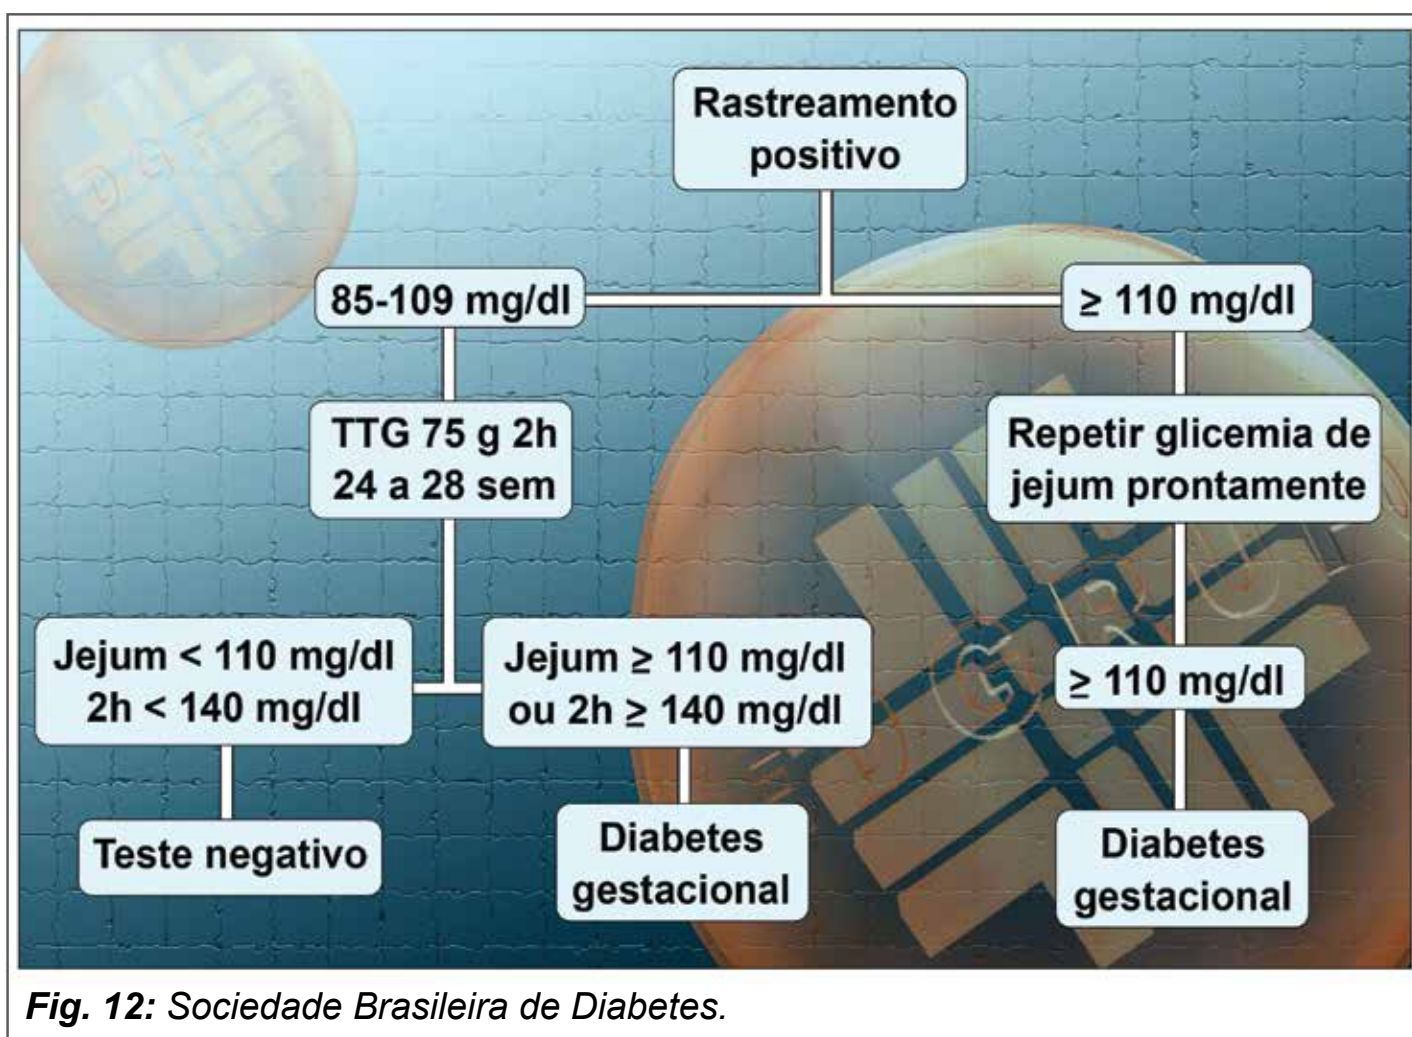 Rastreamento
positivo
85-109 mg/dl
≥ 110 mg/dl
TTG 75 g 2h
24 a 28 sem
Repetir glicemia de
jejum prontamente
Jejum < 110 mg/dl
2h < 140 mg/dl
Jejum ≥ 110 mg/dl
ou 2h ≥ 140 mg/dl
≥ 110 mg/dl
Teste negativo
Diabetes
gestacional
Diabetes
gestacional
Fig. 12: Sociedade Brasileira de Diabetes.